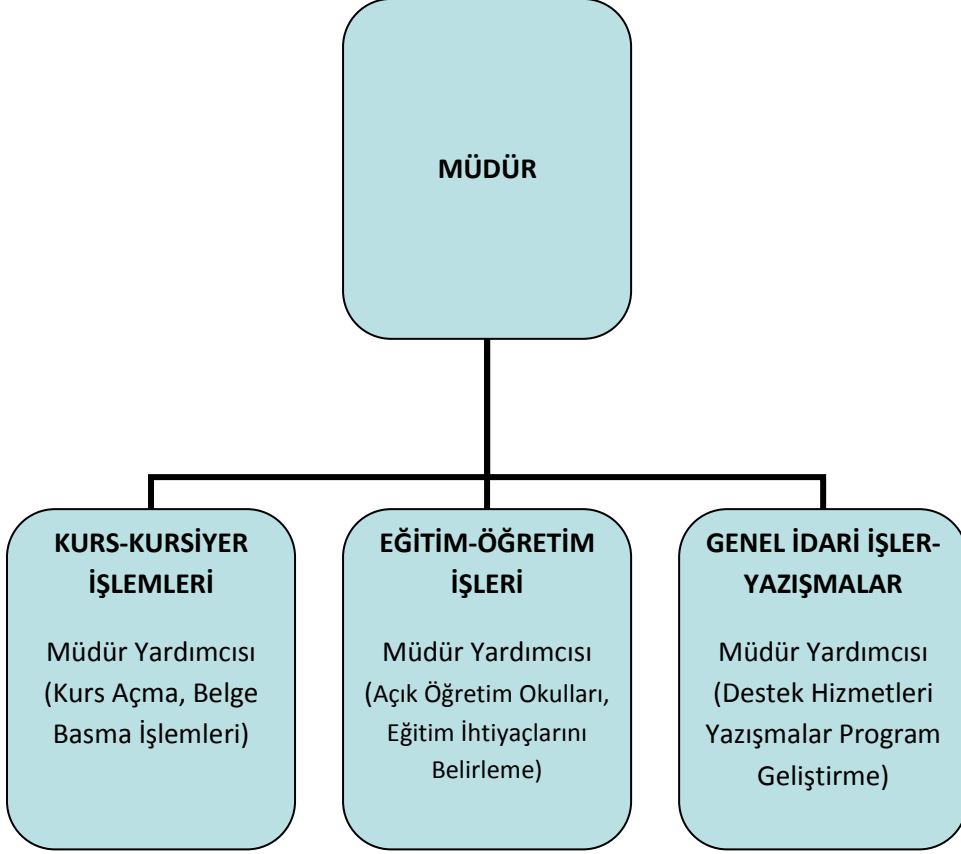 MÜDÜR
KURS-KURSİYER
İŞLEMLERİ
Müdür Yardımcısı
(Kurs Açma, Belge
Basma İşlemleri)
EĞİTİM-ÖĞRETİM
İŞLERİ
Müdür Yardımcısı
(Açık Öğretim Okulları,
Eğitim İhtiyaçlarını
Belirleme)
GENEL İDARİ İŞLER-
YAZIŞMALAR
Müdür Yardımcısı
(Destek Hizmetleri
Yazışmalar Program
Geliştirme)